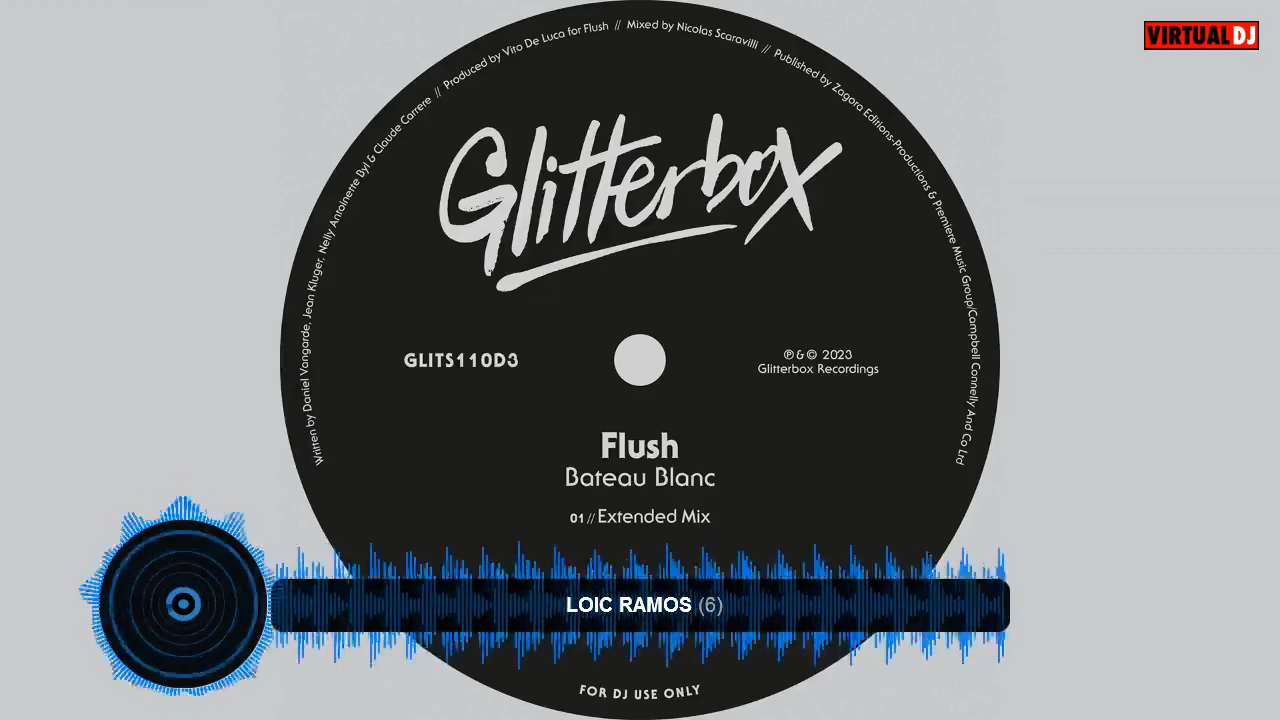 VIRTUAL DJ
Written by Daniel Vangarde, Jean Kluger, Nelly Antoinette Byl & Claude Carrere // Produced by Vito De Luca for Flush // Mixed by Nicolas Scaravilli // Published by Zagora Editions-Productions & Premiere Music Group/Campbell Connelly And Co Ltd
Glitterbox
GLITS110D3
℗ & © 2023
Glitterbox Recordings
Flush
Bateau Blanc
01 // Extended Mix
LOIC RAMOS (6)
FOR DJ USE ONLY